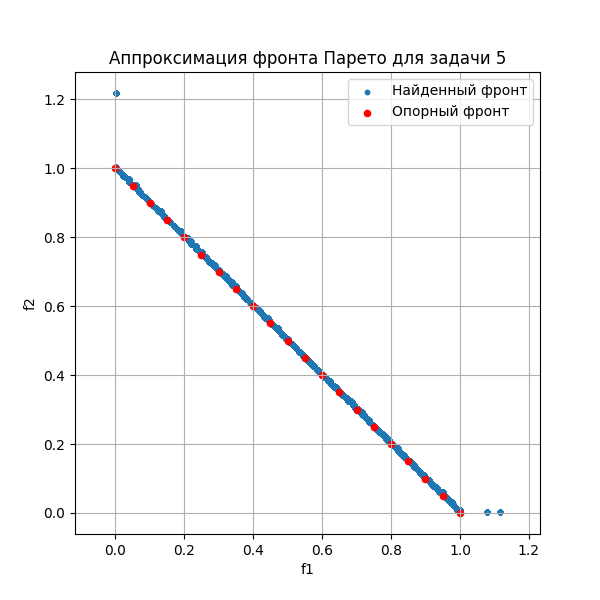 Аппроксимация фронта Парето для задачи 5
Найденный фронт
Опорный фронт
f2
1.2
1.0
0.8
0.6
0.4
0.2
0.0
0.0 0.2 0.4 0.6 0.8 1.0 1.2
f1